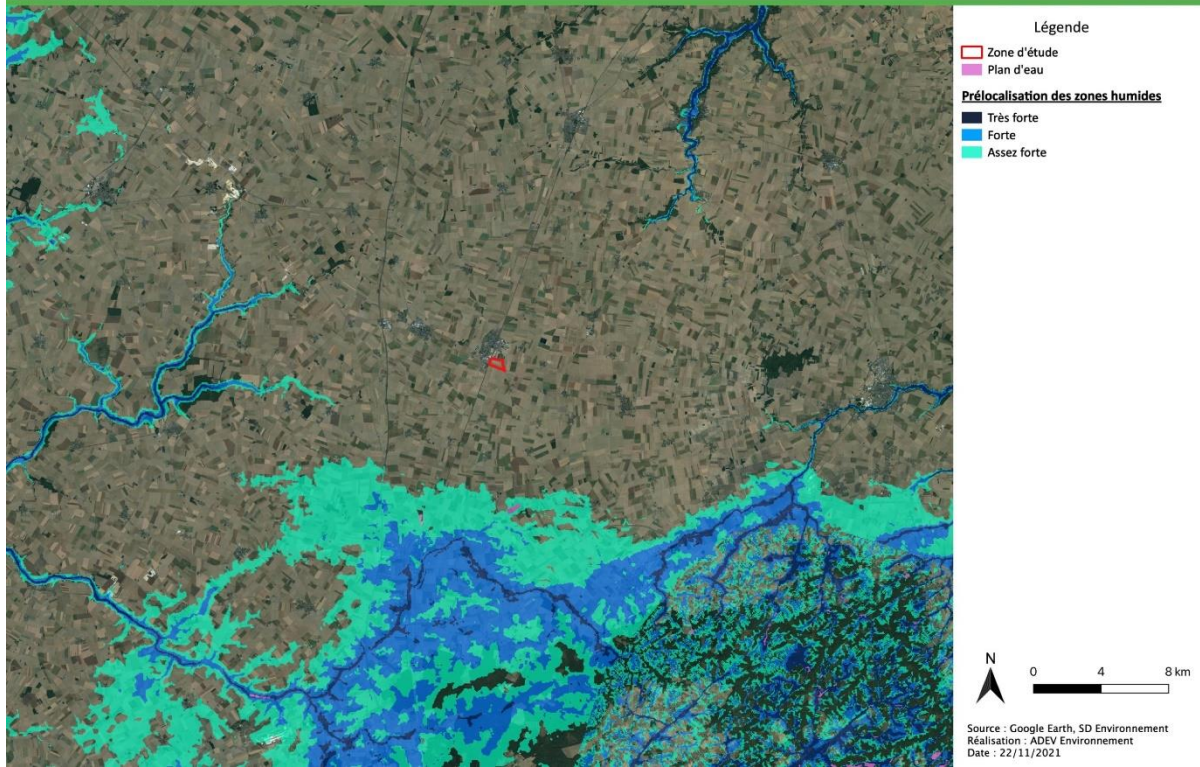 Légende
Zone d'étude
Plan d'eau
Prélocalisation des zones humides
Très forte
Forte
Assez forte
N
0 4 8 km
Source : Google Earth, SD Environnement
Réalisation : ADEV Environnement
Date : 22/11/2021